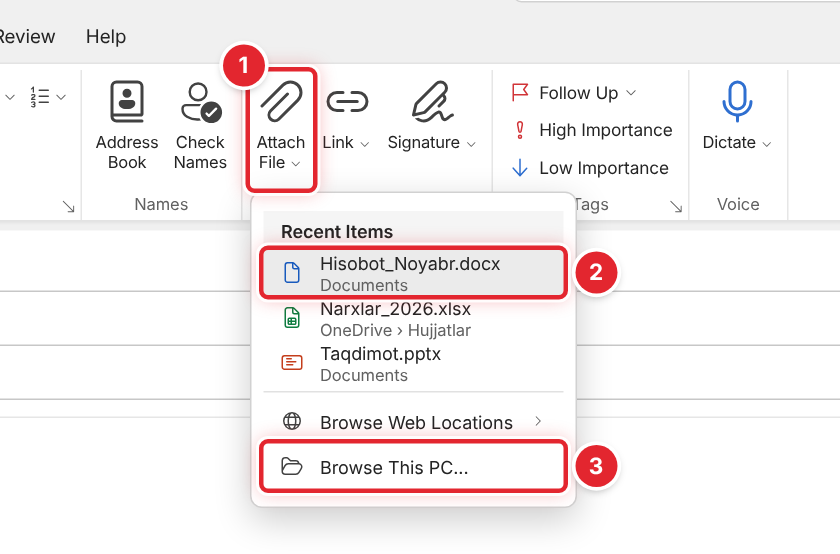 Review Help
1
Address Book
Check Names
Attach File
Link
Signature
Follow Up
High Importance
Low Importance
Dictate
Names
Tags
Voice
Recent Items
Hisobot_Noyabr.docx
Documents
2
Narxlar_2026.xlsx
OneDrive › Hujjatlar
Taqdimot.pptx
Documents
Browse Web Locations
Browse This PC...
3